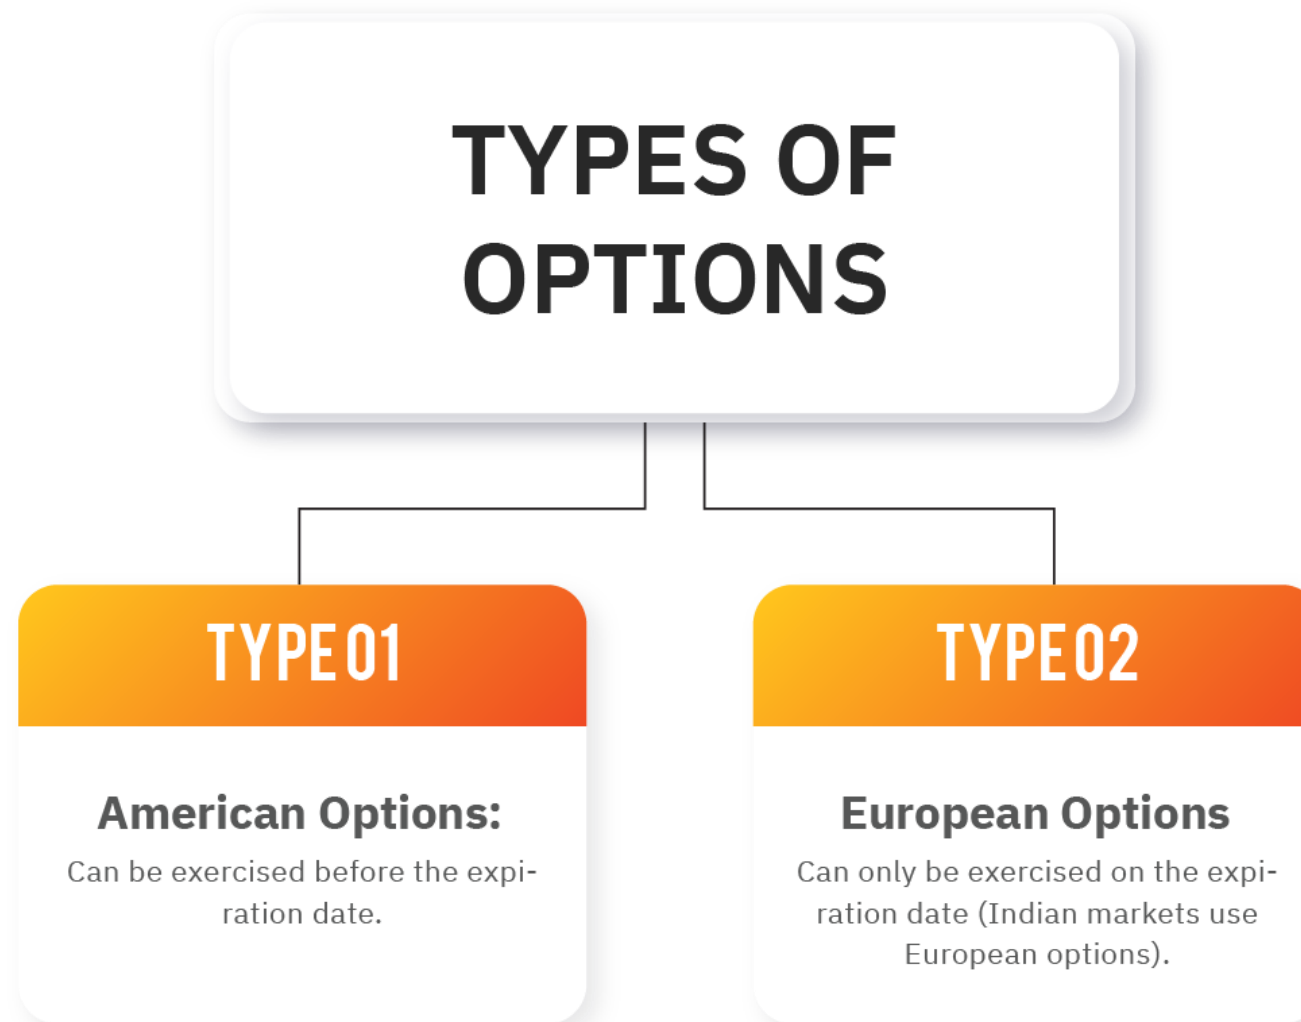 TYPES OF
OPTIONS
TYPE 01
American Options:
Can be exercised before the expi-
ration date.
TYPE 02
European Options
Can only be exercised on the expi-
ration date (Indian markets use
European options).